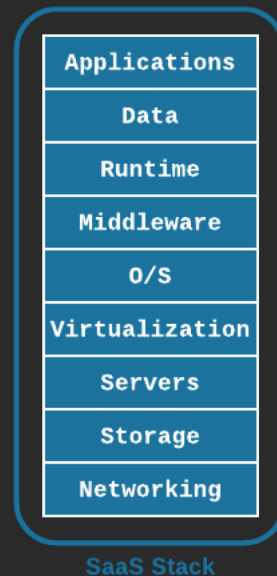 Applications
Data
Runtime
Middleware
O/S
Virtualization
Servers
Storage
Networking
SaaS Stack